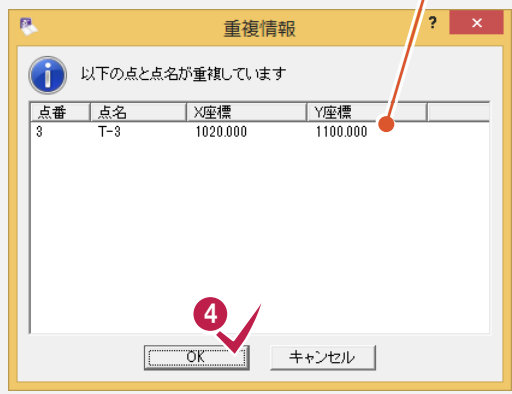 重複情報
?
×
i
以下の点と点名が重複しています
点番 点名 X座標 Y座標
3 T-3 1020.000 1100.000
4
OK キャンセル